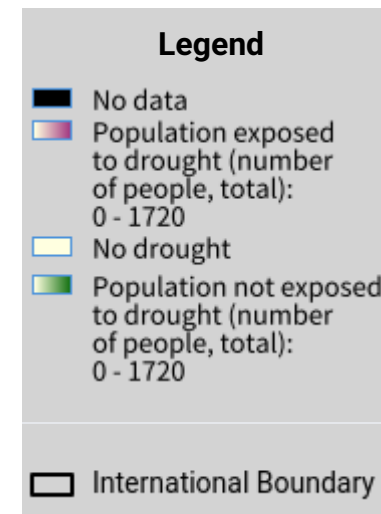 Legend
No data
Population exposed
to drought (number
of people, total):
0 - 1720
No drought
Population not exposed
to drought (number
of people, total):
0 - 1720
International Boundary